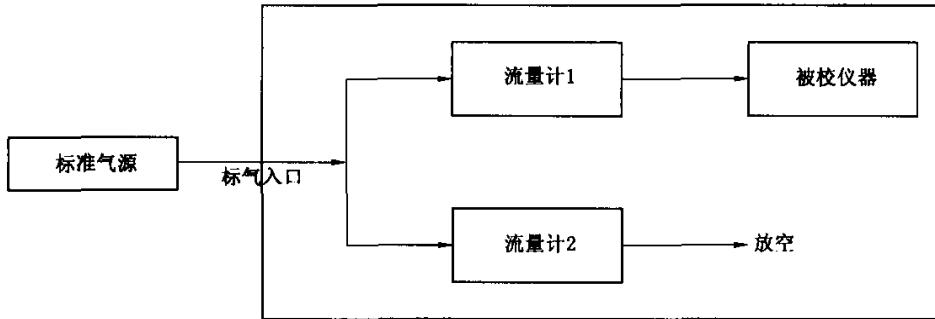 流量计1
被校仪器
标准气源
标气入口
流量计2
放空